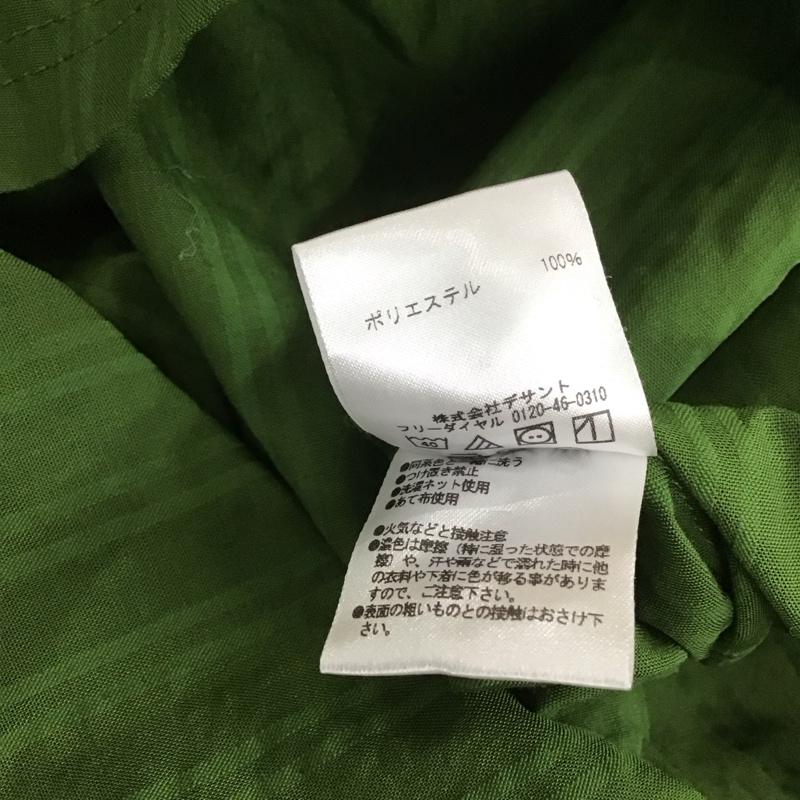 ポリエステル 100%
株式会社デサント
フリーダイヤル 0120-46-0310
40
●同系色と一緒に洗う
●つけ置き禁止
●洗濯ネット使用
●あて布使用
●火気などと接触注意
●濃色は摩擦（特に湿った状態での摩
擦）や、汗や雨などで濡れた時に他
の衣料や下着に色が移る事がありま
すので、ご注意下さい。
●表面の粗いものとの接触はおさけ下
さい。